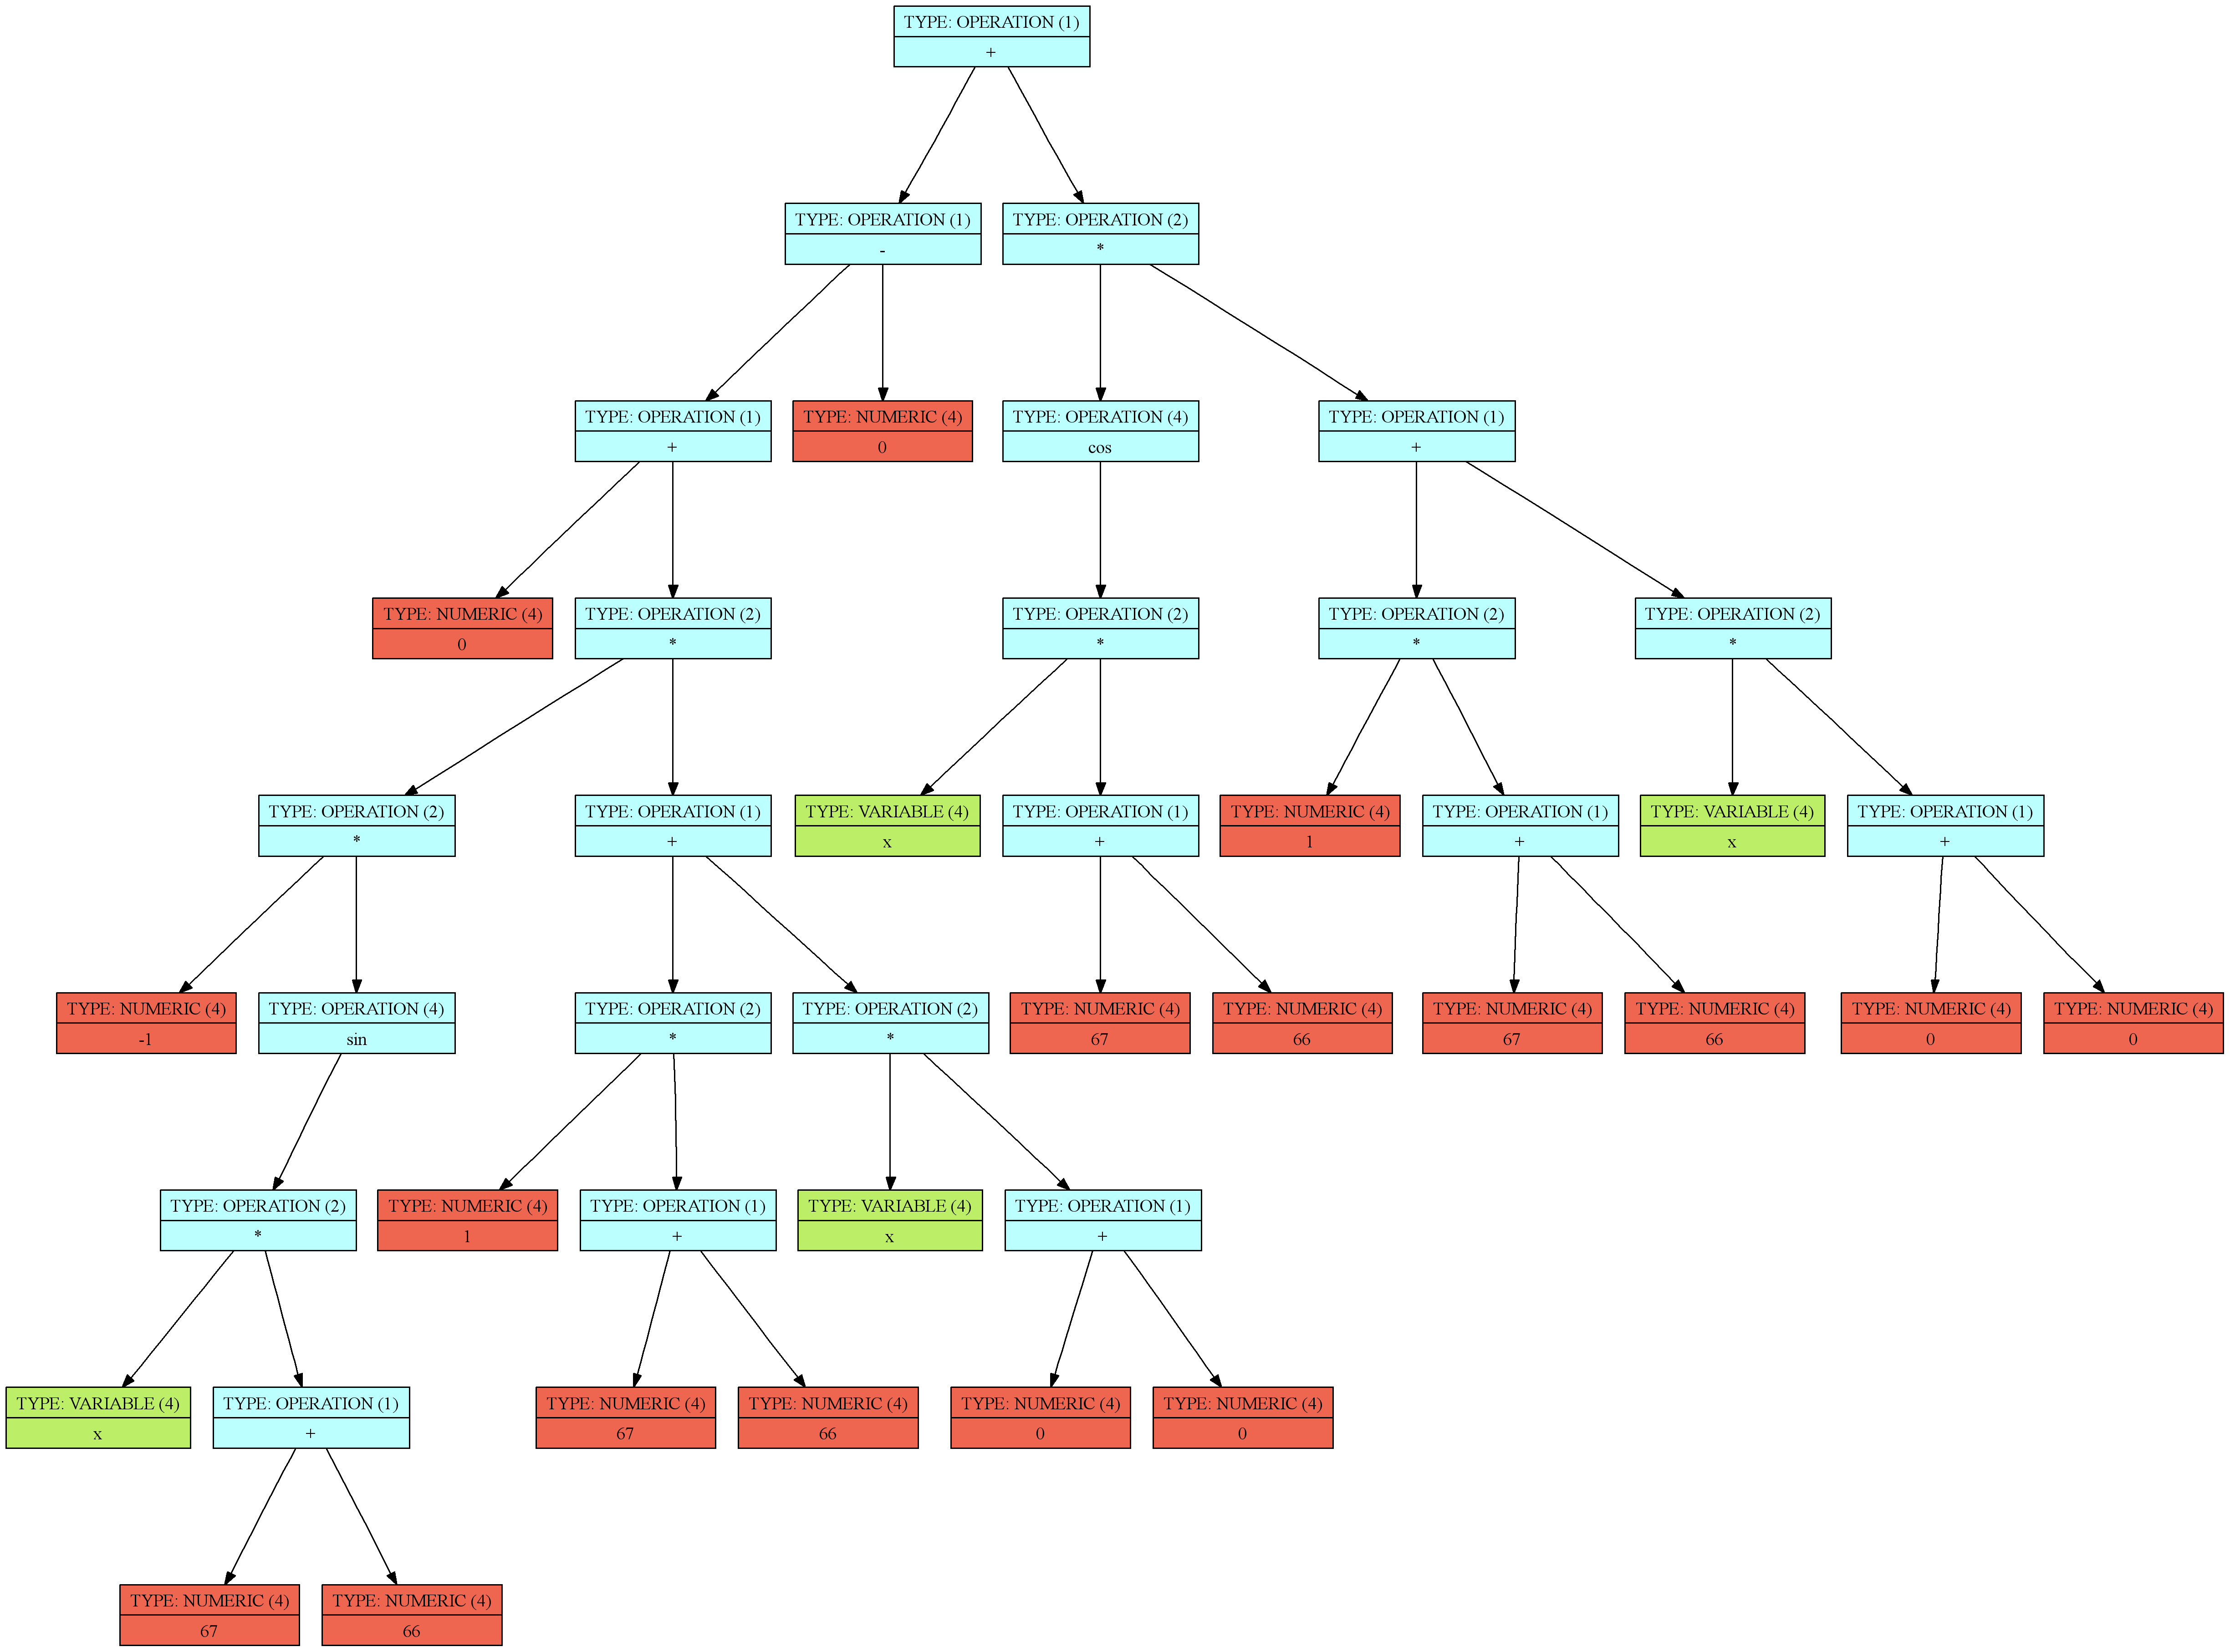 TYPE: OPERATION (1)
+
TYPE: OPERATION (1)
-
TYPE: OPERATION (2)
*
TYPE: OPERATION (1)
+
TYPE: NUMERIC (4)
0
TYPE: OPERATION (4)
cos
TYPE: OPERATION (1)
+
TYPE: NUMERIC (4)
0
TYPE: OPERATION (2)
*
TYPE: OPERATION (2)
*
TYPE: OPERATION (2)
*
TYPE: OPERATION (2)
*
TYPE: OPERATION (2)
*
TYPE: OPERATION (1)
+
TYPE: VARIABLE (4)
x
TYPE: OPERATION (1)
+
TYPE: NUMERIC (4)
1
TYPE: OPERATION (1)
+
TYPE: VARIABLE (4)
x
TYPE: OPERATION (1)
+
TYPE: NUMERIC (4)
-1
TYPE: OPERATION (4)
sin
TYPE: OPERATION (2)
*
TYPE: OPERATION (2)
*
TYPE: NUMERIC (4)
67
TYPE: NUMERIC (4)
66
TYPE: NUMERIC (4)
67
TYPE: NUMERIC (4)
66
TYPE: NUMERIC (4)
0
TYPE: NUMERIC (4)
0
TYPE: OPERATION (2)
*
TYPE: NUMERIC (4)
1
TYPE: OPERATION (1)
+
TYPE: VARIABLE (4)
x
TYPE: OPERATION (1)
+
TYPE: VARIABLE (4)
x
TYPE: OPERATION (1)
+
TYPE: NUMERIC (4)
67
TYPE: NUMERIC (4)
66
TYPE: NUMERIC (4)
0
TYPE: NUMERIC (4)
0
TYPE: NUMERIC (4)
67
TYPE: NUMERIC (4)
66